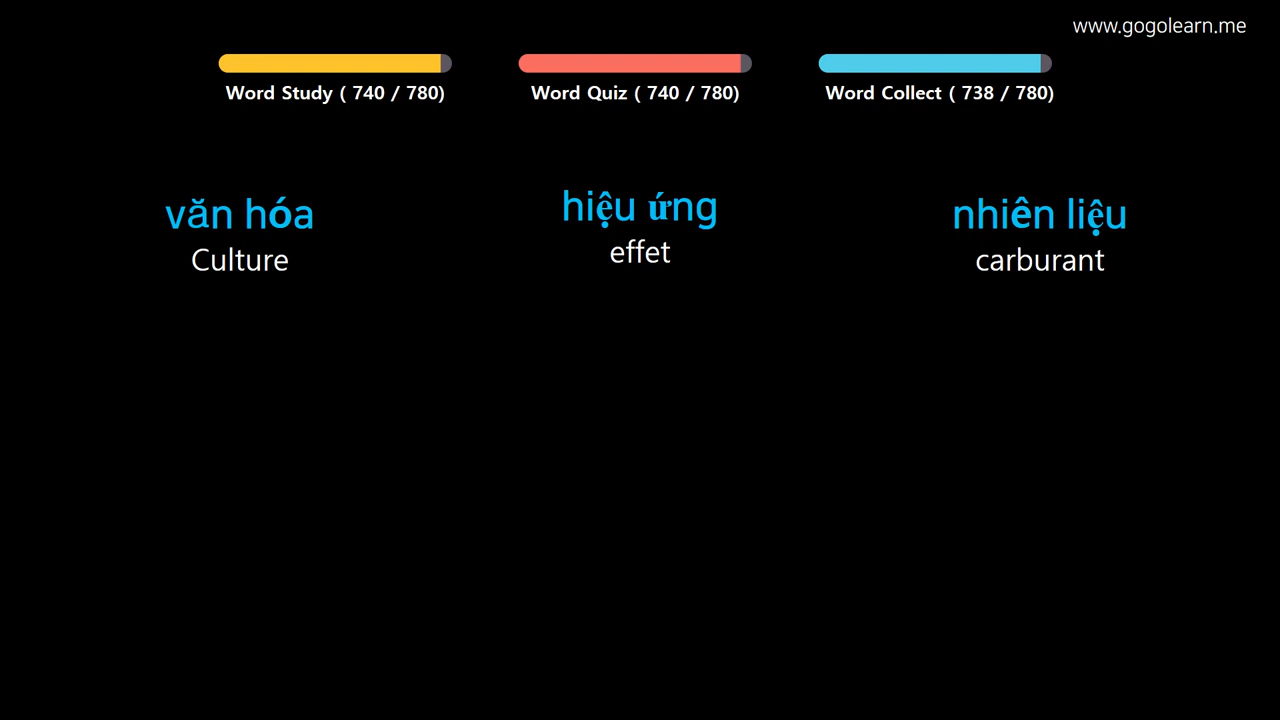 www.gogolearn.me
Word Study ( 740 / 780)
Word Quiz ( 740 / 780)
Word Collect ( 738 / 780)
văn hóa
Culture
hiệu ứng
effet
nhiên liệu
carburant